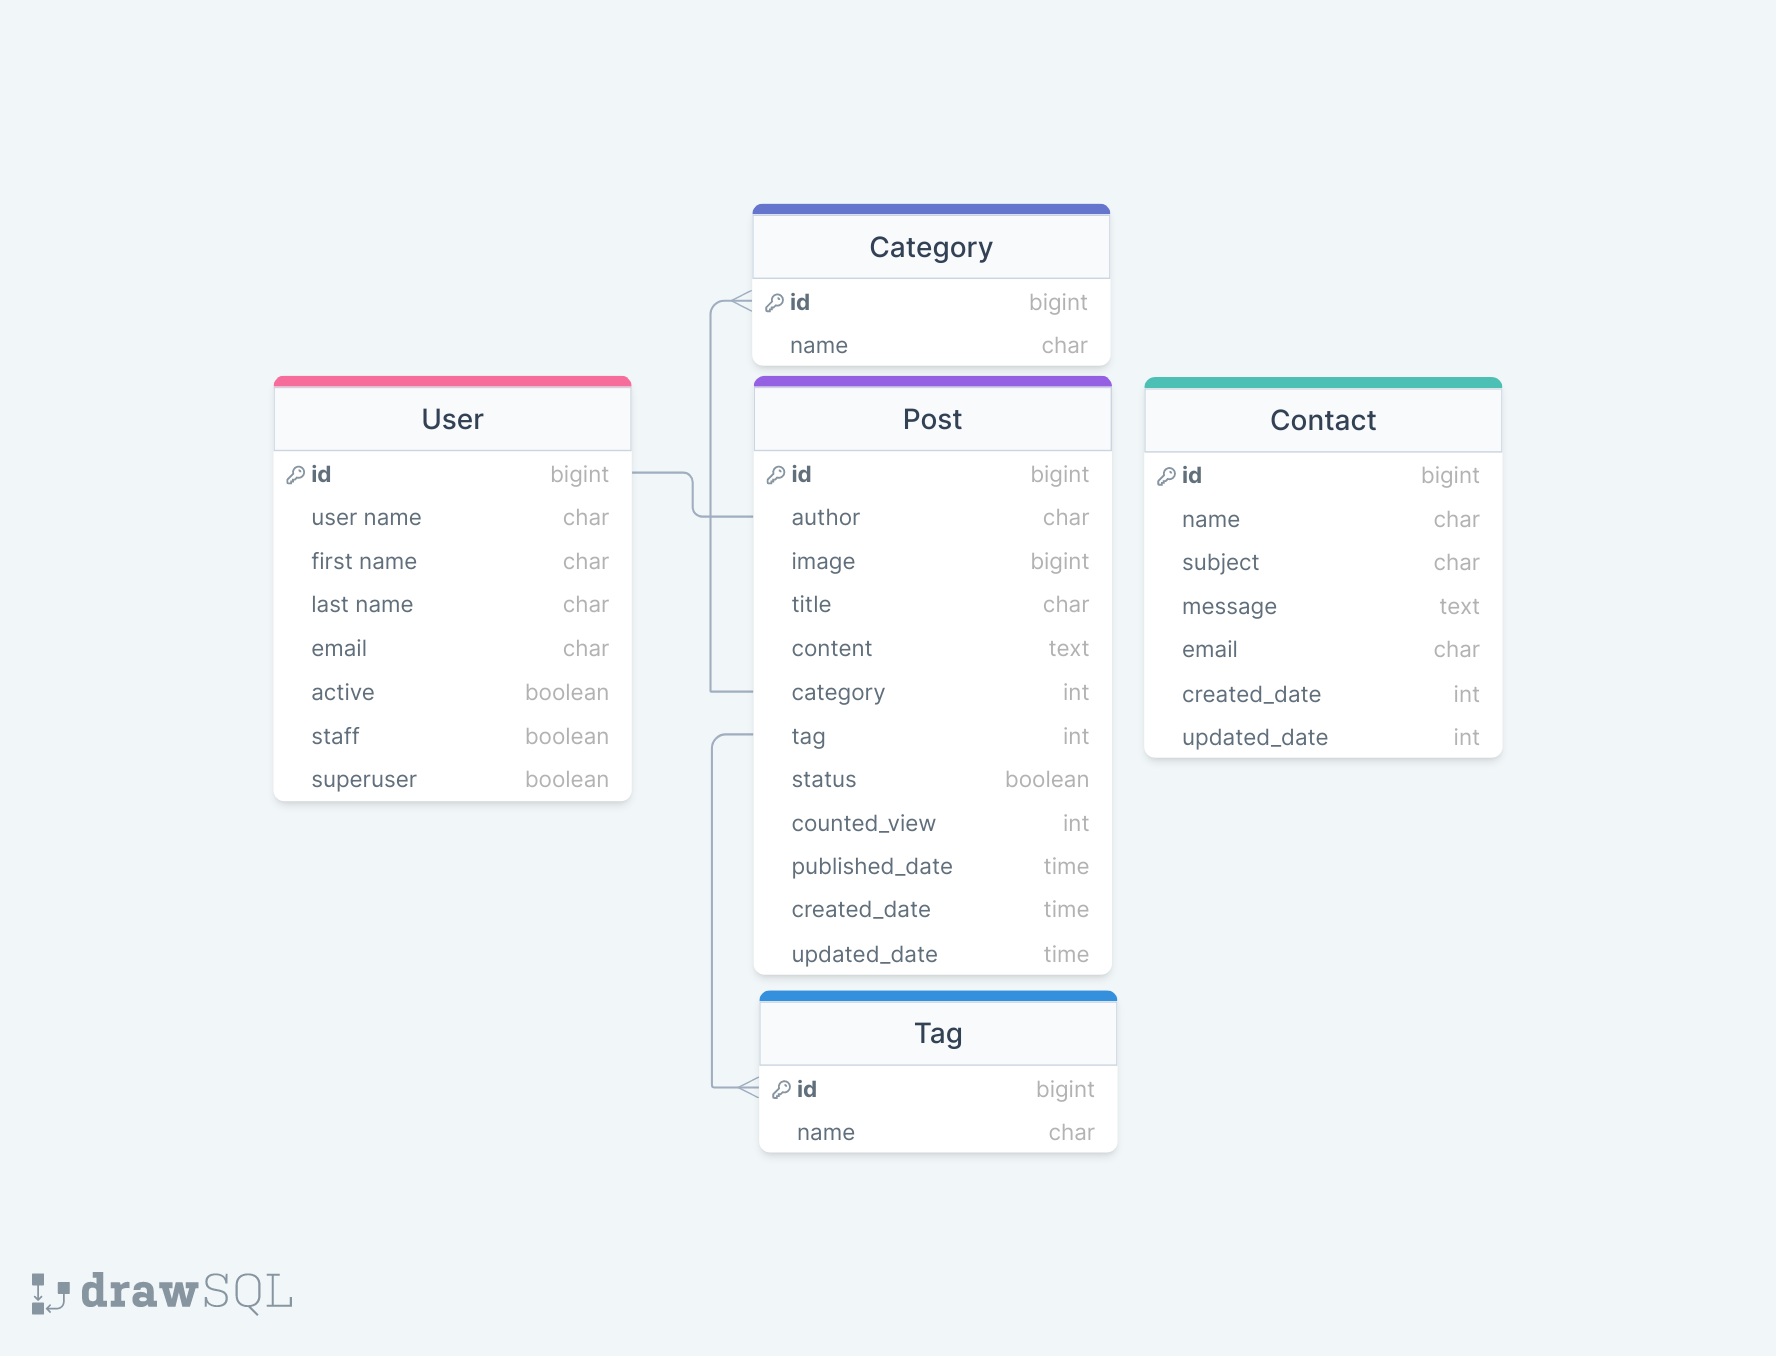 Category
id bigint
name char
User
id bigint
user name char
first name char
last name char
email char
active boolean
staff boolean
superuser boolean
Post
id bigint
author char
image bigint
title char
content text
category int
tag int
status boolean
counted_view int
published_date time
created_date time
updated_date time
Contact
id bigint
name char
subject char
message text
email char
created_date int
updated_date int
Tag
id bigint
name char
drawSQL